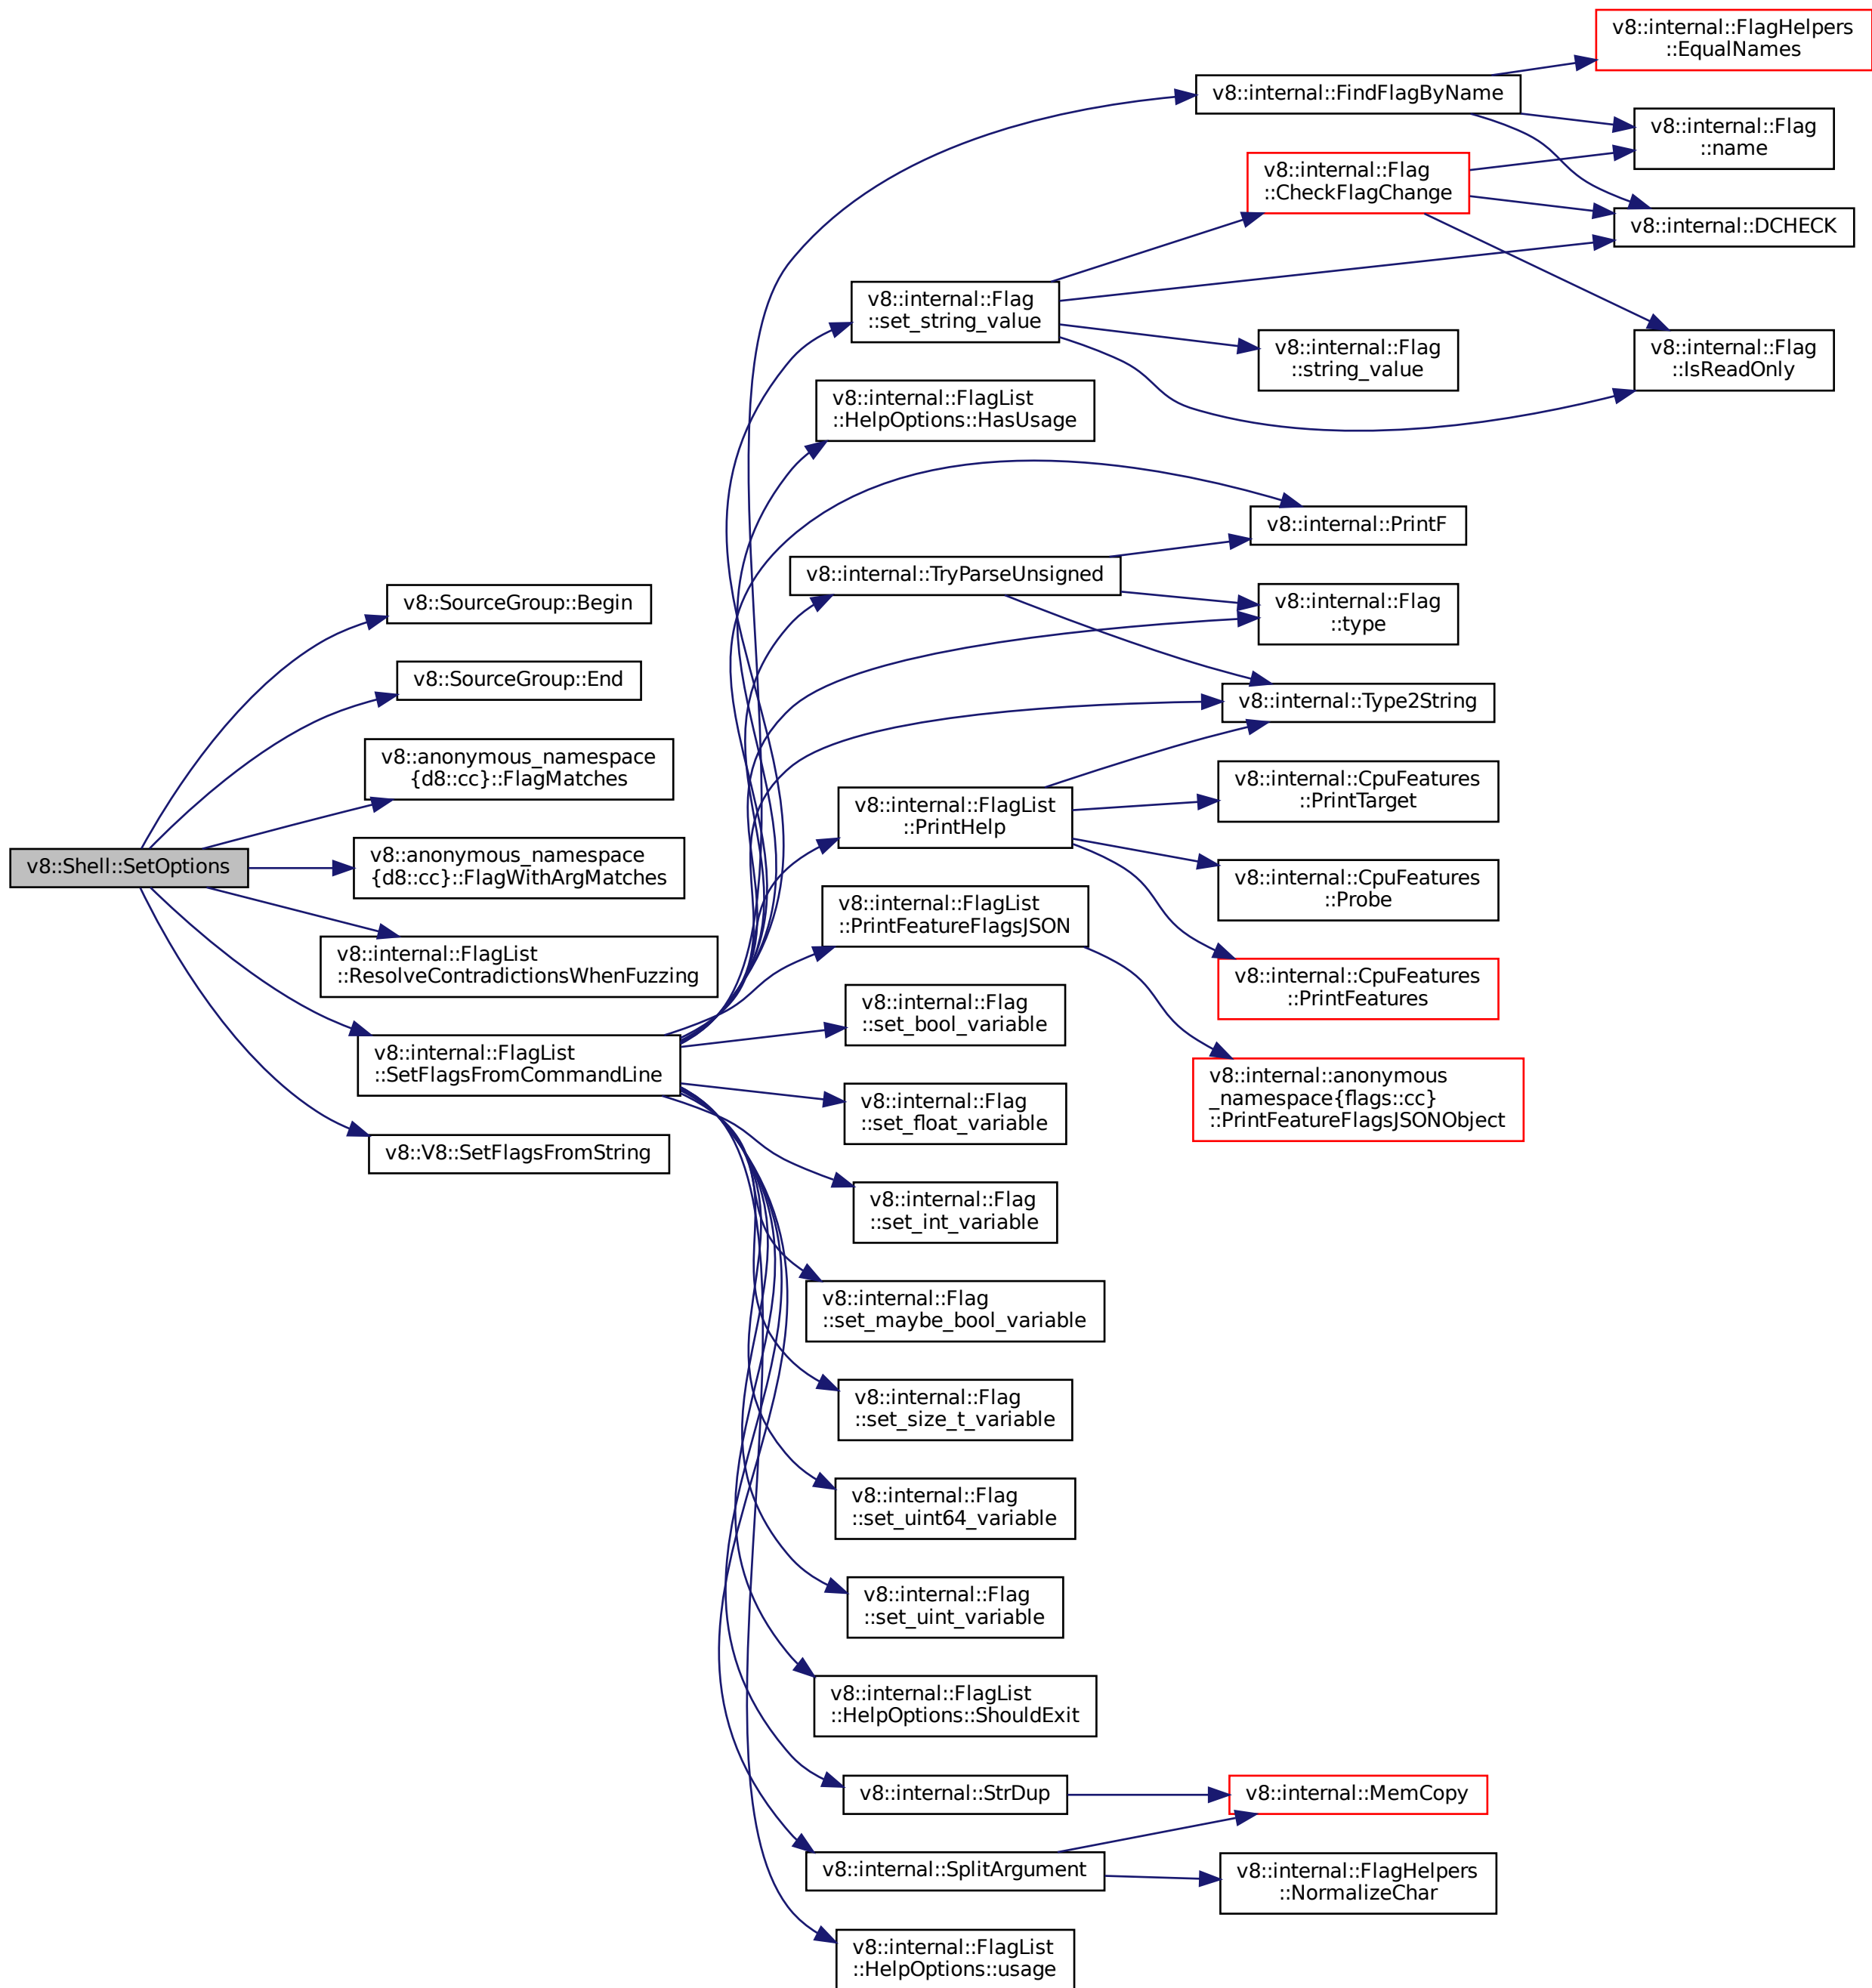 v8::Shell::SetOptions
v8::SourceGroup::Begin
v8::SourceGroup::End
v8::anonymous_namespace
{d8::cc}::FlagMatches
v8::anonymous_namespace
{d8::cc}::FlagWithArgMatches
v8::internal::FlagList
::ResolveContradictionsWhenFuzzing
v8::internal::FlagList
::SetFlagsFromCommandLine
v8::V8::SetFlagsFromString
v8::internal::FindFlagByName
v8::internal::FlagHelpers
::EqualNames
v8::internal::Flag
::name
v8::internal::DCHECK
v8::internal::Flag
::CheckFlagChange
v8::internal::Flag
::IsReadOnly
v8::internal::Flag
::set_string_value
v8::internal::Flag
::string_value
v8::internal::FlagList
::HelpOptions::HasUsage
v8::internal::PrintF
v8::internal::TryParseUnsigned
v8::internal::Flag
::type
v8::internal::Type2String
v8::internal::FlagList
::PrintHelp
v8::internal::CpuFeatures
::PrintTarget
v8::internal::CpuFeatures
::Probe
v8::internal::CpuFeatures
::PrintFeatures
v8::internal::FlagList
::PrintFeatureFlagsJSON
v8::internal::anonymous
_namespace{flags::cc}
::PrintFeatureFlagsJSONObject
v8::internal::Flag
::set_bool_variable
v8::internal::Flag
::set_float_variable
v8::internal::Flag
::set_int_variable
v8::internal::Flag
::set_maybe_bool_variable
v8::internal::Flag
::set_size_t_variable
v8::internal::Flag
::set_uint64_variable
v8::internal::Flag
::set_uint_variable
v8::internal::FlagList
::HelpOptions::ShouldExit
v8::internal::StrDup
v8::internal::MemCopy
v8::internal::SplitArgument
v8::internal::FlagHelpers
::NormalizeChar
v8::internal::FlagList
::HelpOptions::usage